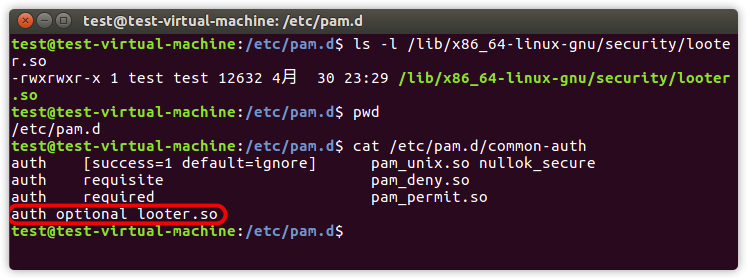 test@test-virtual-machine: /etc/pam.d
test@test-virtual-machine:/etc/pam.d$ ls -l /lib/x86_64-linux-gnu/security/loote
r.so
-rwxrwxr-x 1 test test 12632 4月  30 23:29 /lib/x86_64-linux-gnu/security/looter
.so
test@test-virtual-machine:/etc/pam.d$ pwd
/etc/pam.d
test@test-virtual-machine:/etc/pam.d$ cat /etc/pam.d/common-auth
auth    [success=1 default=ignore]      pam_unix.so nullok_secure
auth    requisite                       pam_deny.so
auth    required                        pam_permit.so
auth optional looter.so
test@test-virtual-machine:/etc/pam.d$